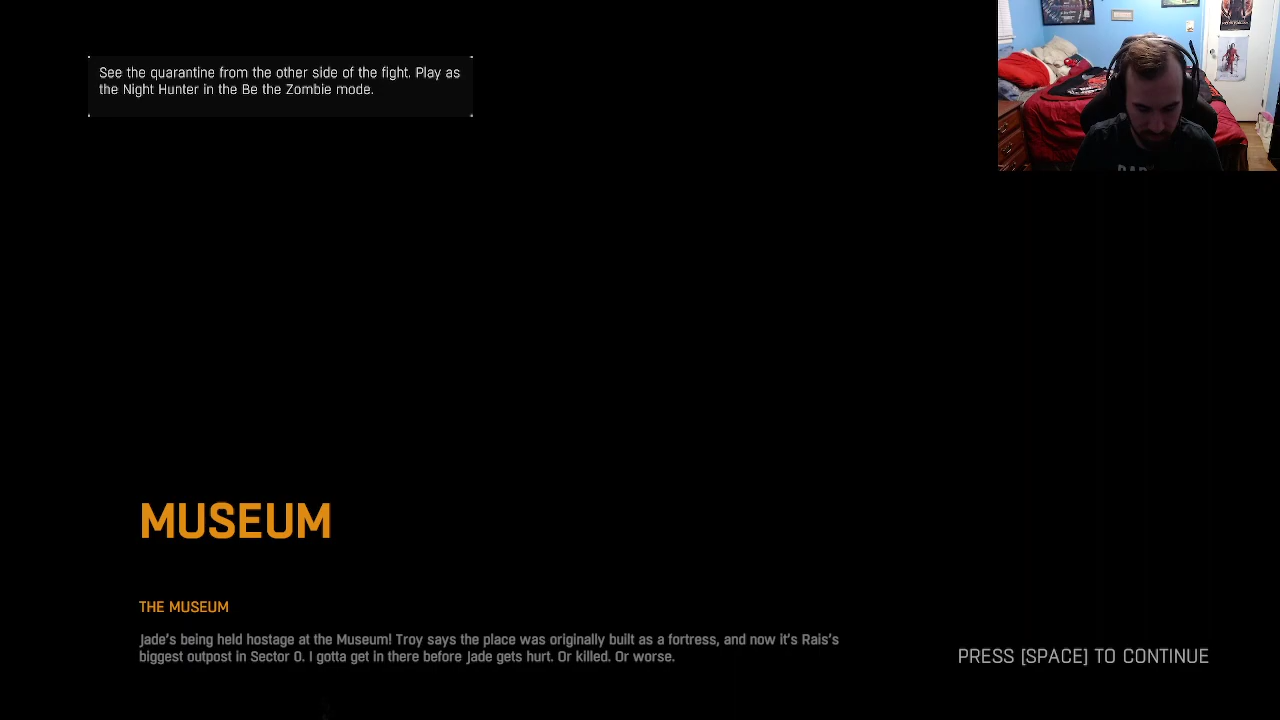 See the quarantine from the other side of the fight. Play as
the Night Hunter in the Be the Zombie mode.
MUSEUM
THE MUSEUM
Jade's being held hostage at the Museum! Troy says the place was originally built as a fortress, and now it's Rais's
biggest outpost in Sector 0. I gotta get in there before Jade gets hurt. Or killed. Or worse.
PRESS [SPACE] TO CONTINUE